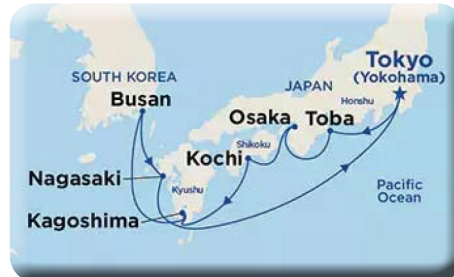 Tokyo
(Yokohama)
SOUTH KOREA
JAPAN
Busan
Honshu
Osaka
Toba
Shikoku
Kochi
Nagasaki
Kyushu
Pacific
Ocean
Kagoshima